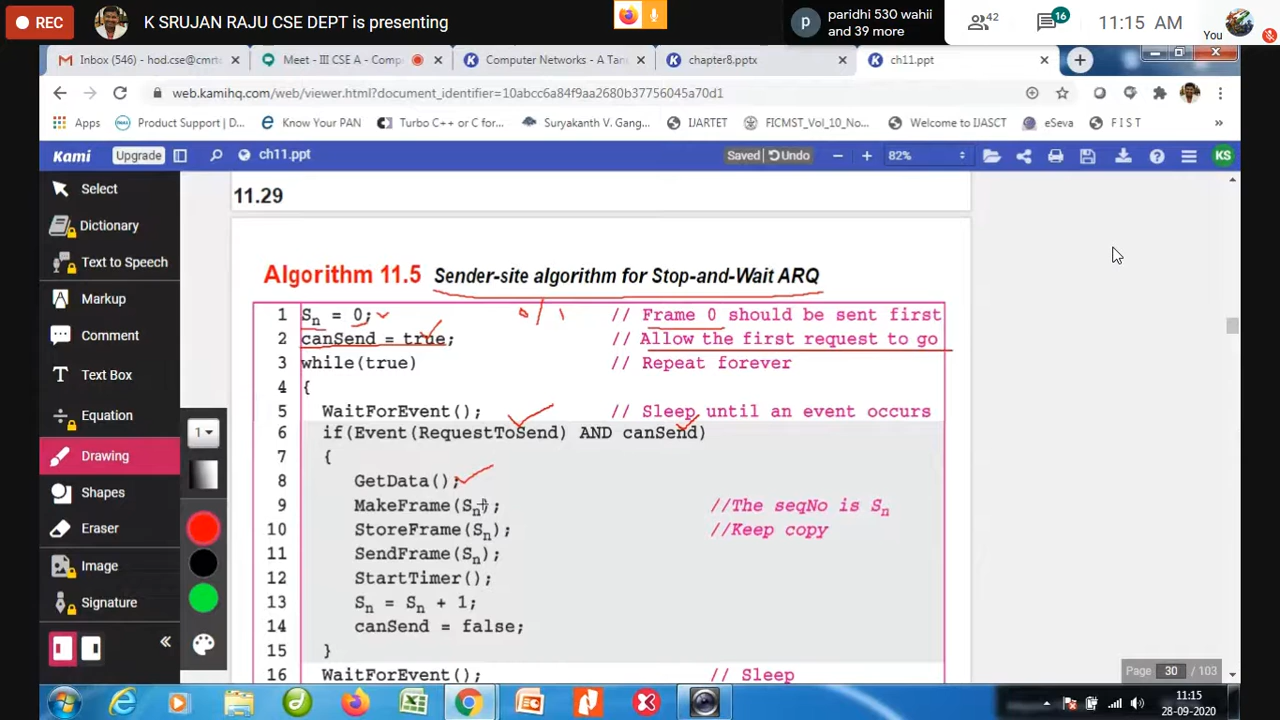 REC
K SRUJAN RAJU CSE DEPT is presenting
paridhi 530 wahii
and 39 more
42
16
11:15 AM
You
Inbox (546) - hod.cse@cmrtc
Meet - III CSE A - Comput
Computer Networks - A Tan
chapter8.pptx
ch11.ppt
web.kamihq.com/web/viewer.html?document_identifier=10abcc6a84f9aa2680b37756045a70d1
Apps
Product Support | D...
Know Your PAN
Turbo C++ or C for...
Suryakanth V. Gang...
IJARTET
FICMST_Vol_10_No...
Welcome to IJASCT
eSeva
F I S T
»
Kami
Upgrade
ch11.ppt
Saved
Undo
82%
KS
Select
Dictionary
Text to Speech
Markup
Comment
Text Box
Equation
Drawing
Shapes
Eraser
Image
Signature
1
11.29
Algorithm 11.5 Sender-site algorithm for Stop-and-Wait ARQ
0/1
1 Sn = 0; // Frame 0 should be sent first
2 canSend = true; // Allow the first request to go
3 while(true) // Repeat forever
4 {
5 WaitForEvent(); // Sleep until an event occurs
6 if(Event(RequestToSend) AND canSend)
7 {
8 GetData();
9 MakeFrame(Sn); //The seqNo is Sn
10 StoreFrame(Sn); //Keep copy
11 SendFrame(Sn);
12 StartTimer();
13 Sn = Sn + 1;
14 canSend = false;
15 }
16 WaitForEvent(); // Sleep
Page 30 / 103
11:15
28-09-2020